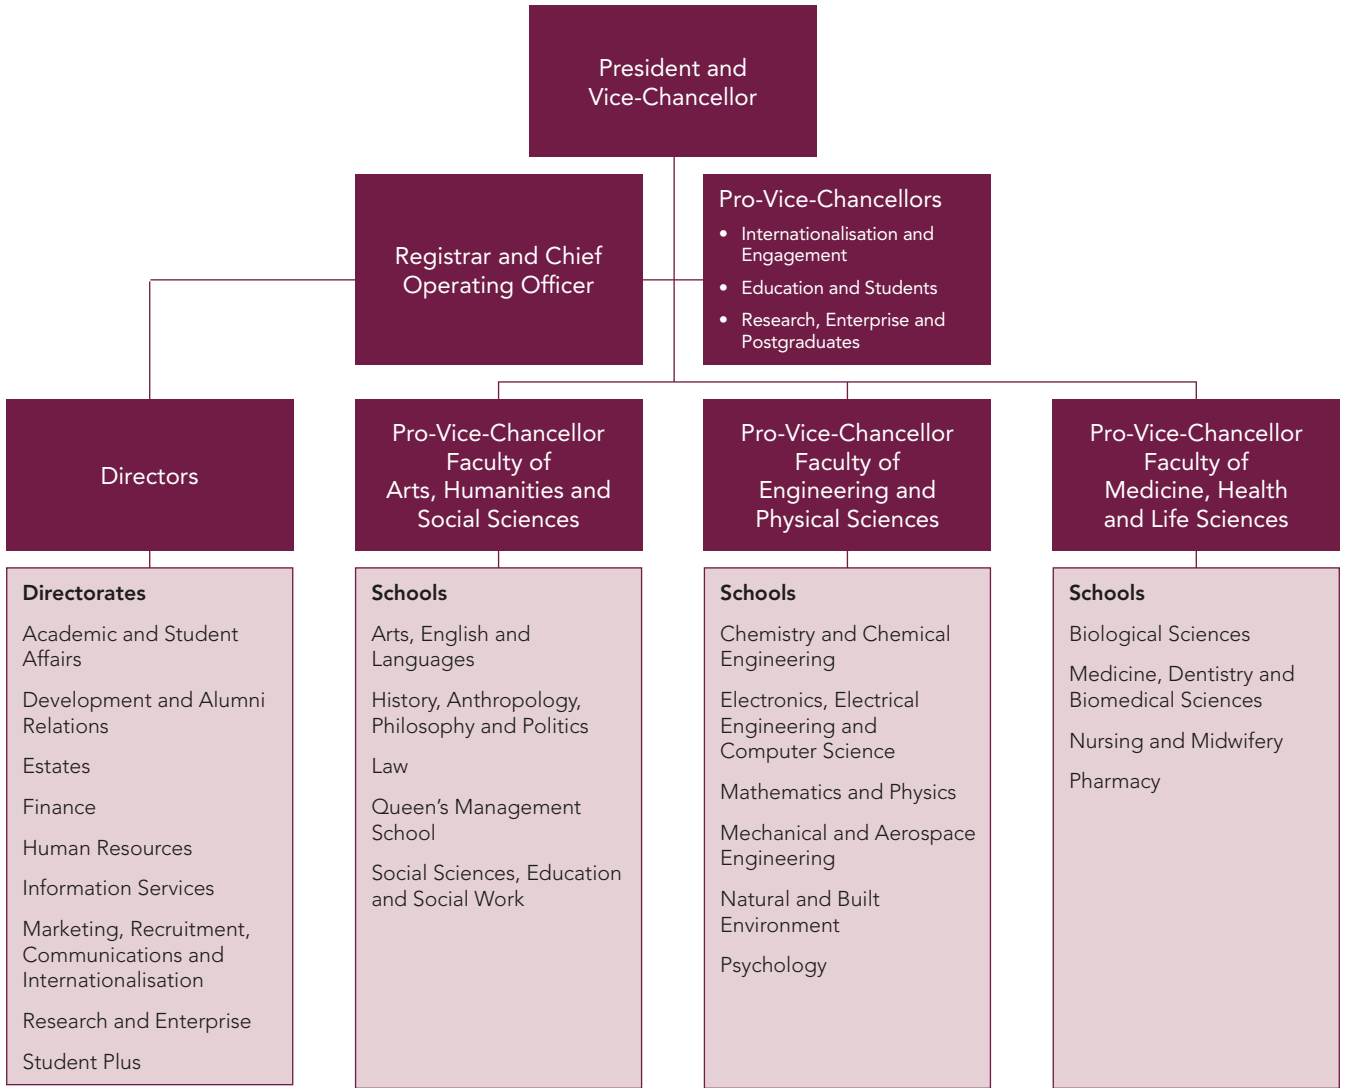 President and
Vice-Chancellor
Registrar and Chief
Operating Officer
Pro-Vice-Chancellors
• Internationalisation and
Engagement
• Education and Students
• Research, Enterprise and
Postgraduates
Directors
Pro-Vice-Chancellor
Faculty of
Arts, Humanities and
Social Sciences
Pro-Vice-Chancellor
Faculty of
Engineering and
Physical Sciences
Pro-Vice-Chancellor
Faculty of
Medicine, Health
and Life Sciences
Directorates
Academic and Student
Affairs
Development and Alumni
Relations
Estates
Finance
Human Resources
Information Services
Marketing, Recruitment,
Communications and
Internationalisation
Research and Enterprise
Student Plus
Schools
Arts, English and
Languages
History, Anthropology,
Philosophy and Politics
Law
Queen’s Management
School
Social Sciences, Education
and Social Work
Schools
Chemistry and Chemical
Engineering
Electronics, Electrical
Engineering and
Computer Science
Mathematics and Physics
Mechanical and Aerospace
Engineering
Natural and Built
Environment
Psychology
Schools
Biological Sciences
Medicine, Dentistry and
Biomedical Sciences
Nursing and Midwifery
Pharmacy